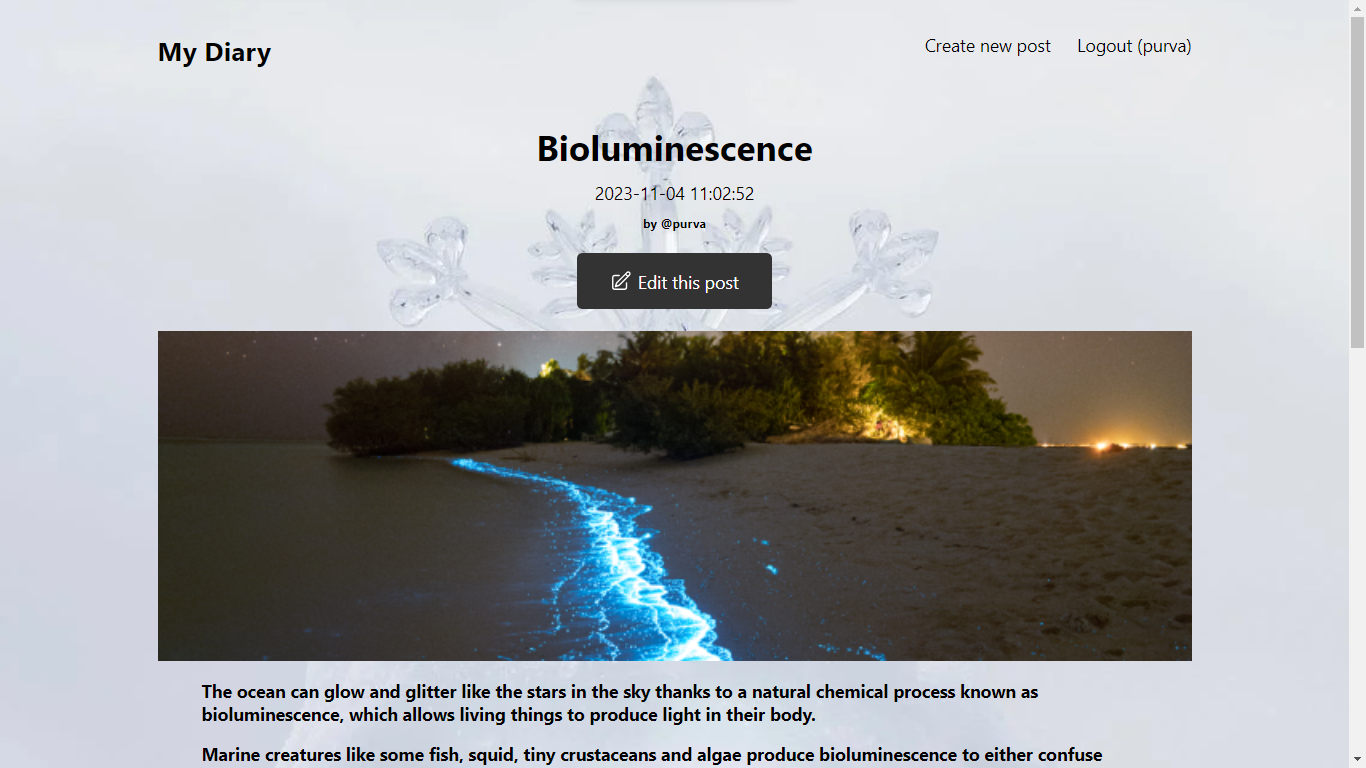 My Diary
Create new post
Logout (purva)
Bioluminescence
2023-11-04 11:02:52
by @purva
Edit this post
The ocean can glow and glitter like the stars in the sky thanks to a natural chemical process known as
bioluminescence, which allows living things to produce light in their body.
Marine creatures like some fish, squid, tiny crustaceans and algae produce bioluminescence to either confuse